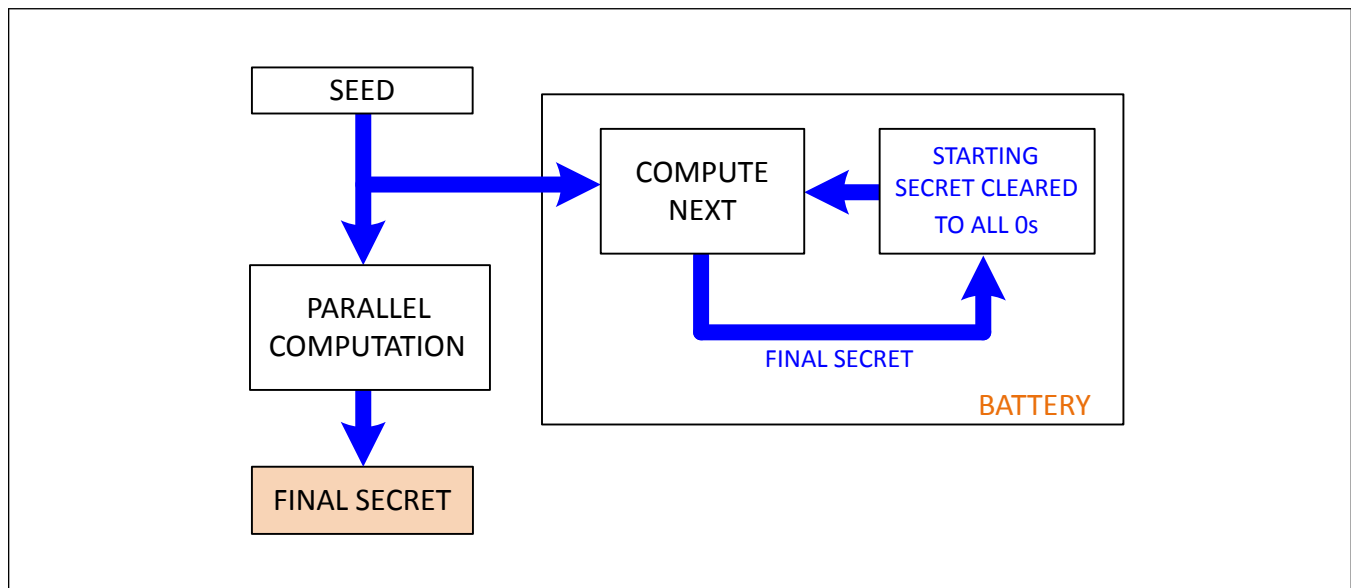 SEED
COMPUTE
NEXT
STARTING
SECRET CLEARED
TO ALL 0s
PARALLEL
COMPUTATION
FINAL SECRET
BATTERY
FINAL SECRET